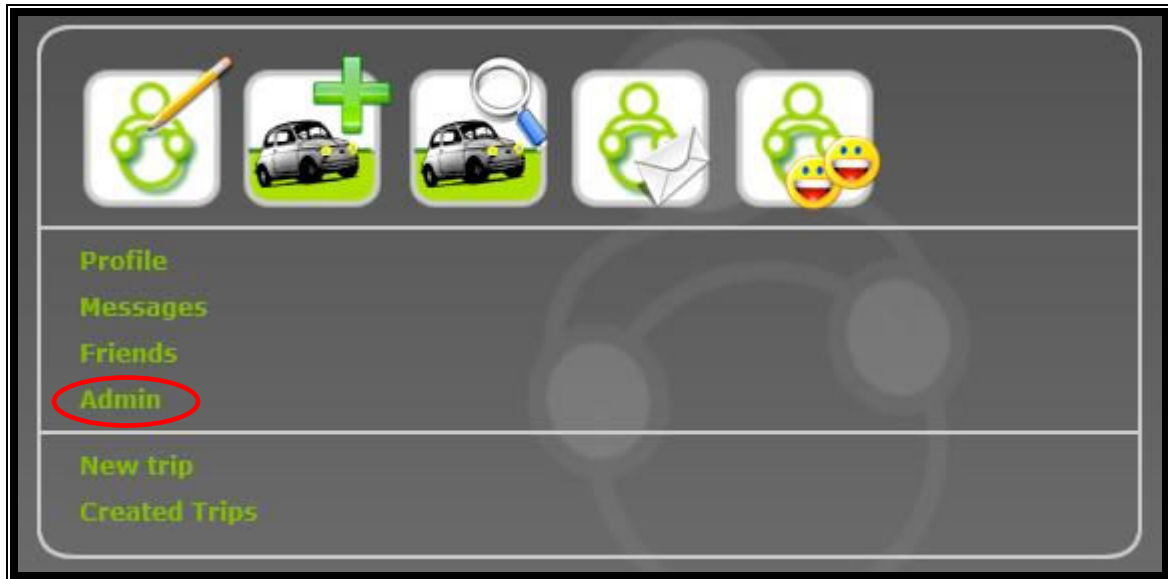 Profile
Messages
Friends
Admin
New trip
Created Trips